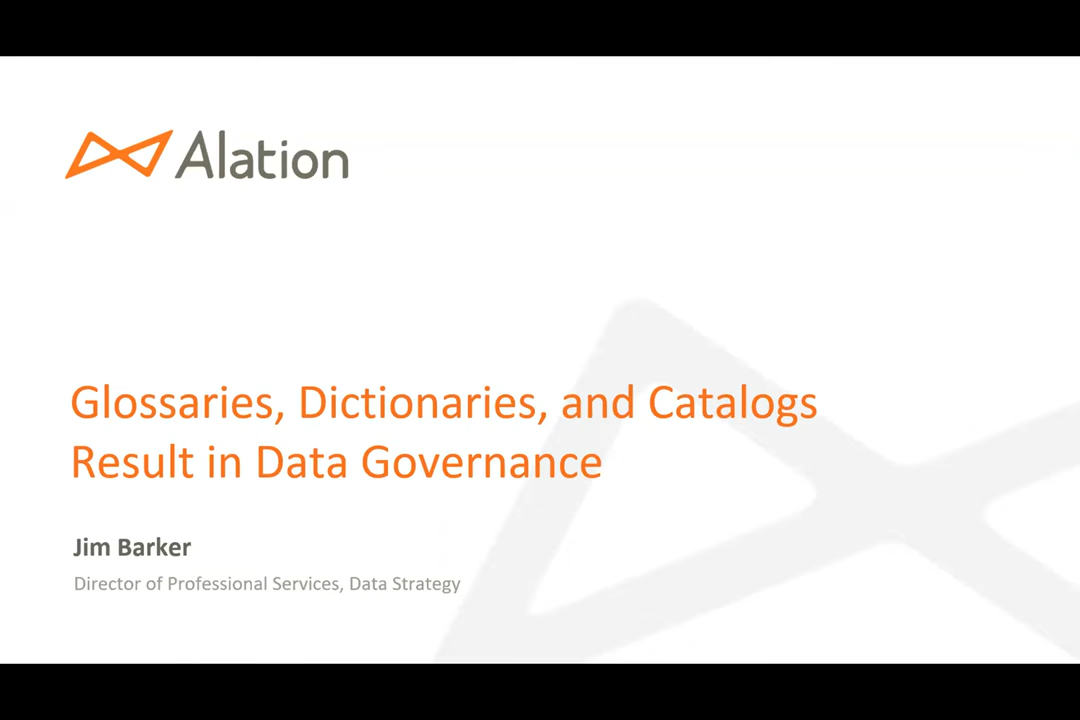 Alation
Glossaries, Dictionaries, and Catalogs
Result in Data Governance
Jim Barker
Director of Professional Services, Data Strategy